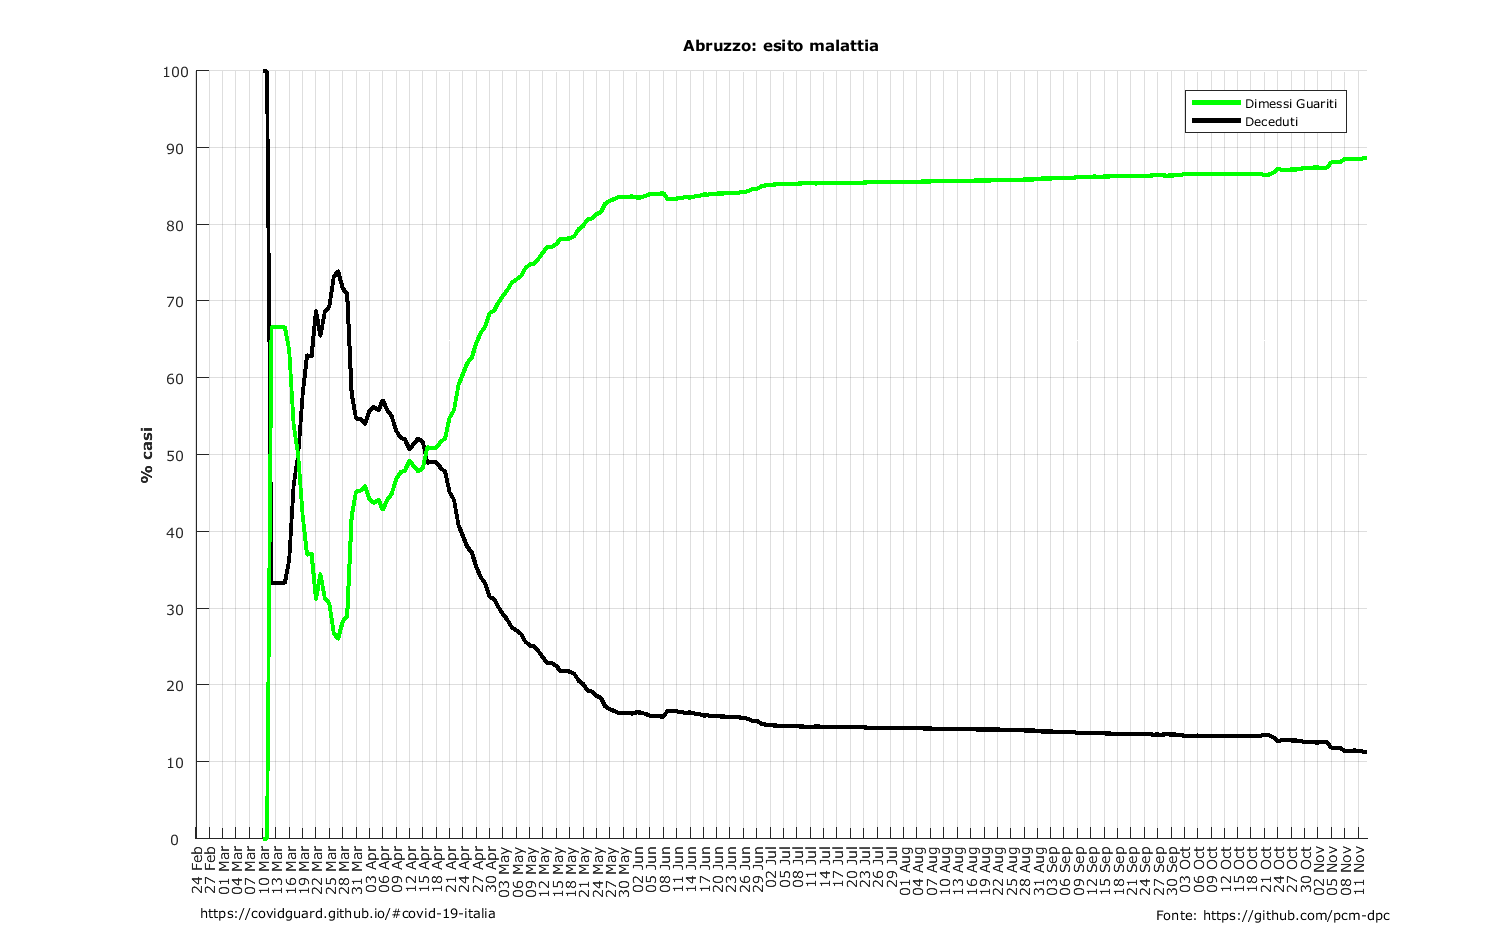 Abruzzo: esito malattia
Dimessi Guariti
Deceduti
% casi
100
90
80
70
60
50
40
30
20
10
0
24 Feb
27 Feb
01 Mar
04 Mar
07 Mar
10 Mar
13 Mar
16 Mar
19 Mar
22 Mar
25 Mar
28 Mar
31 Mar
03 Apr
06 Apr
09 Apr
12 Apr
15 Apr
18 Apr
21 Apr
24 Apr
27 Apr
30 Apr
03 May
06 May
09 May
12 May
15 May
18 May
21 May
24 May
27 May
30 May
02 Jun
05 Jun
08 Jun
11 Jun
14 Jun
17 Jun
20 Jun
23 Jun
26 Jun
29 Jun
02 Jul
05 Jul
08 Jul
11 Jul
14 Jul
17 Jul
20 Jul
23 Jul
26 Jul
29 Jul
01 Aug
04 Aug
07 Aug
10 Aug
13 Aug
16 Aug
19 Aug
22 Aug
25 Aug
28 Aug
31 Aug
03 Sep
06 Sep
09 Sep
12 Sep
15 Sep
18 Sep
21 Sep
24 Sep
27 Sep
30 Sep
03 Oct
06 Oct
09 Oct
12 Oct
15 Oct
18 Oct
21 Oct
24 Oct
27 Oct
30 Oct
02 Nov
05 Nov
08 Nov
11 Nov
https://covidguard.github.io/#covid-19-italia
Fonte: https://github.com/pcm-dpc